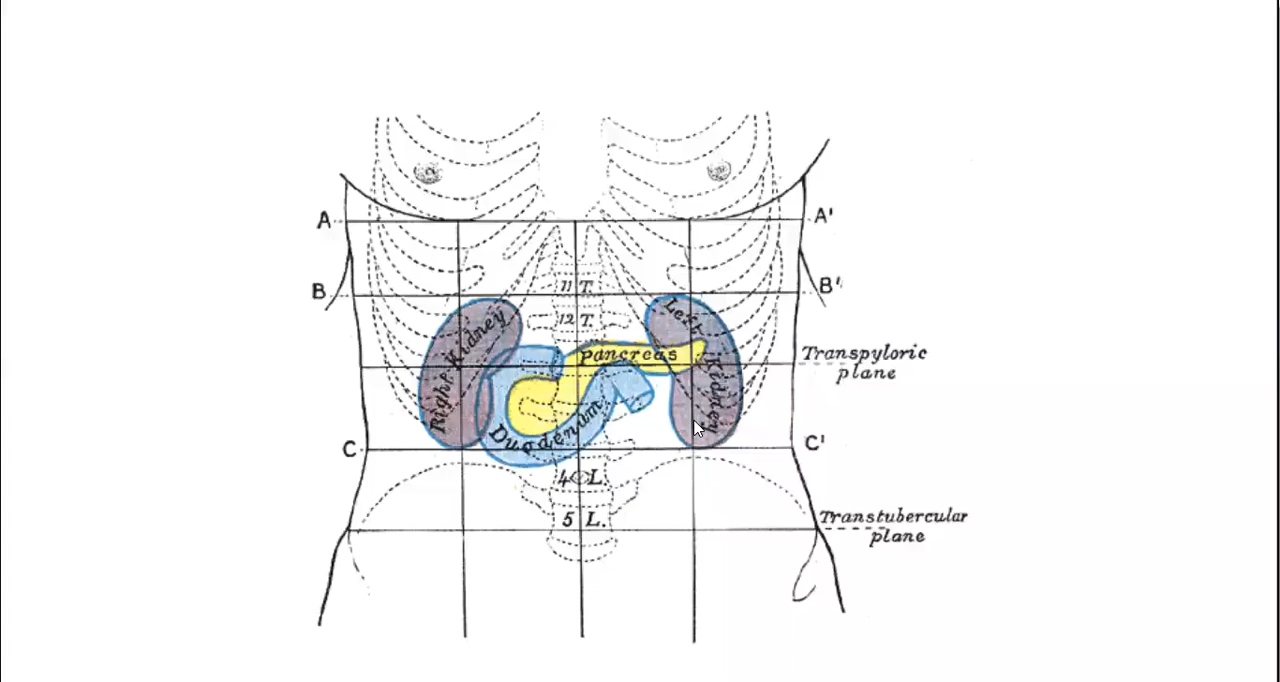 A
A'
B
B'
11 T.
12 T.
Right Kidney
Left Kidney
Pancreas
Duodenum
Transpyloric
plane
C
C'
4 L
5 L.
Transtubercular
plane